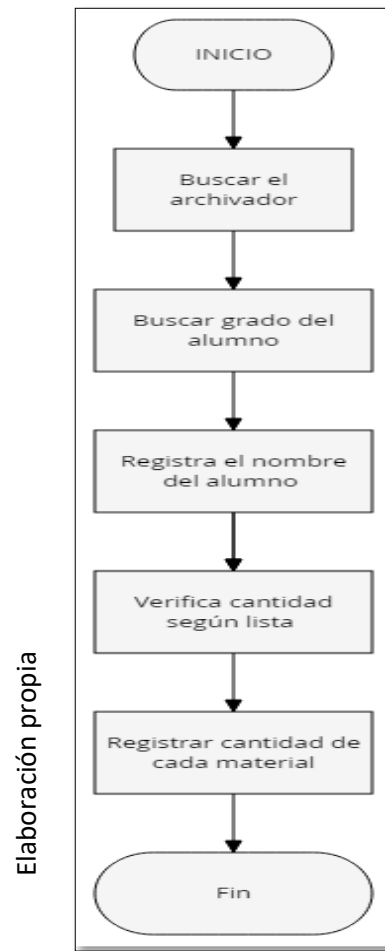 INICIO
Buscar el
archivador
Buscar grado del
alumno
Registra el nombre
del alumno
Verifica cantidad
según lista
Registrar cantidad de
cada material
Fin
Elaboración propia